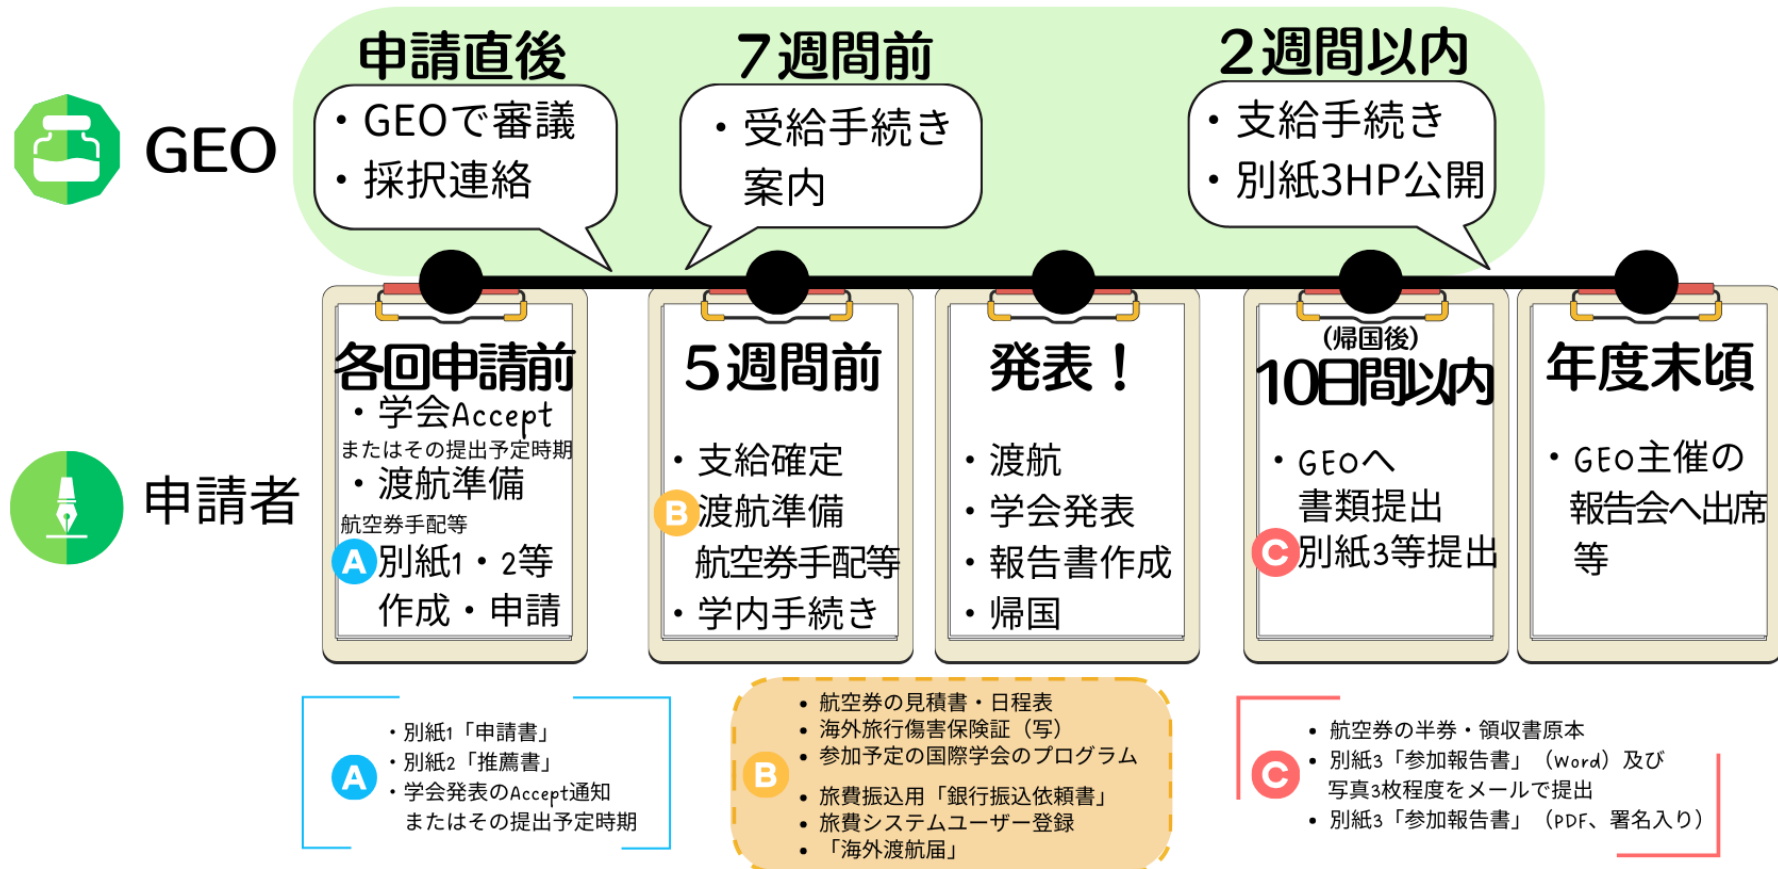 申請直後
・GEOで審議
・採択連絡
7週間前
・受給手続き
案内
2週間以内
・支給手続き
・別紙3HP公開
GEO
申請者
各回申請前
・学会Accept
またはその提出予定時期
・渡航準備
航空券手配等
A 別紙1・2等
作成・申請
5週間前
・支給確定
B 渡航準備
航空券手配等
・学内手続き
発表！
・渡航
・学会発表
・報告書作成
・帰国
（帰国後）
10日間以内
・GEOへ
書類提出
C 別紙3等提出
年度末頃
・GEO主催の
報告会へ出席
等
A
・別紙1「申請書」
・別紙2「推薦書」
・学会発表のAccept通知
またはその提出予定時期
B
• 航空券の見積書・日程表
• 海外旅行傷害保険証（写）
• 参加予定の国際学会のプログラム
• 旅費振込用「銀行振込依頼書」
• 旅費システムユーザー登録
• 「海外渡航届」
C
• 航空券の半券・領収書原本
• 別紙3「参加報告書」（Word）及び
写真3枚程度をメールで提出
• 別紙3「参加報告書」（PDF、署名入り）